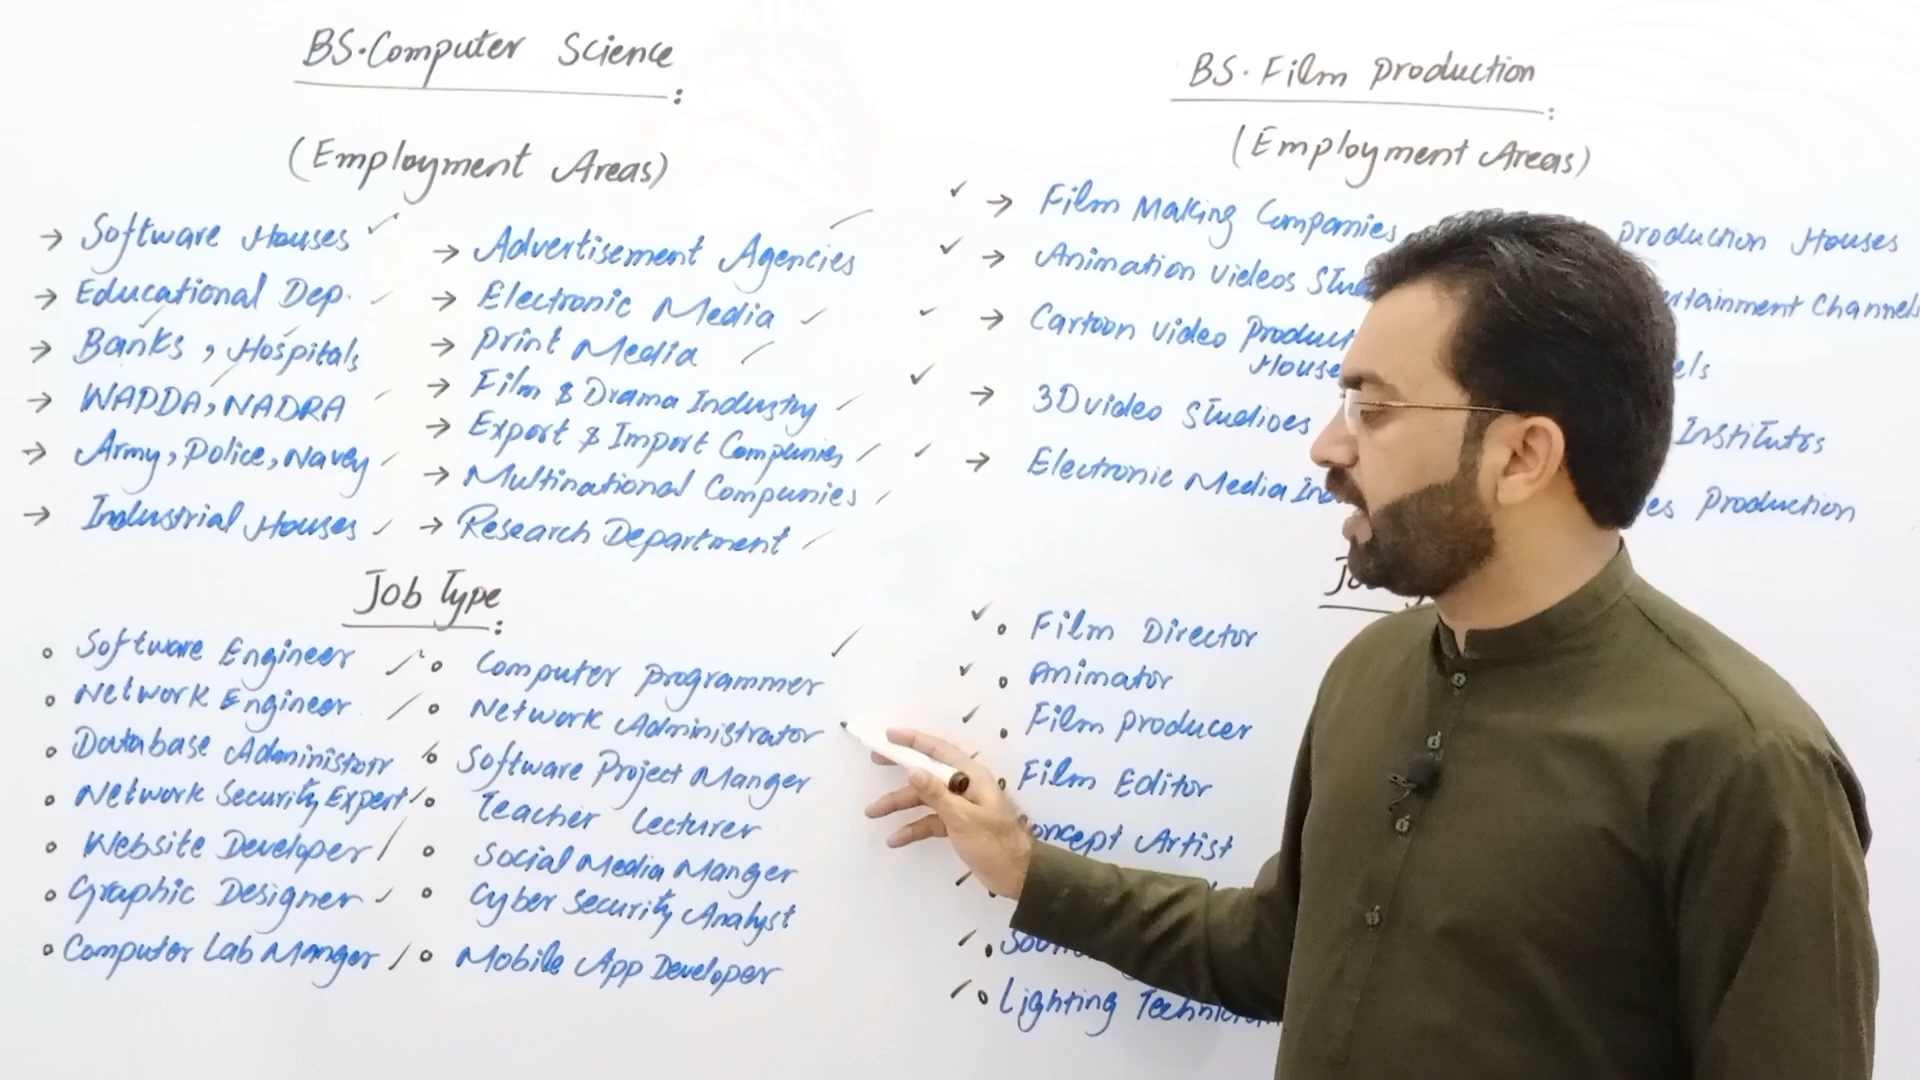 BS. Computer Science :
(Employment Areas)
→ Software Houses
→ Educational Dep.
→ Banks, Hospitals
→ WAPDA, NADRA
→ Army, Police, Navey
→ Industrial Houses
→ Advertisement Agencies
→ Electronic Media
→ Print Media
→ Film & Drama Industry
→ Export & Import Companies
→ Multinational Companies
→ Research Department
Job Type :
Software Engineer
Network Engineer
Database Administorr
Network Security Expert
Website Developer
Graphic Designer
Computer Lab Manger
Computer Programmer
Network Administrator
Software Project Manger
Teacher Lecturer
Social Media Manger
Cyber Security Analyst
Mobile App Developer
BS. Film Production :
(Employment Areas)
→ Film Making Companies
→ Animation Videos
→ Cartoon Video
→ 3D video Studioes
→ Electronic Media
Production Houses
Channels
Institutes
Production
Film Director
Animator
Film Producer
Film Editor
Artist
Lighting